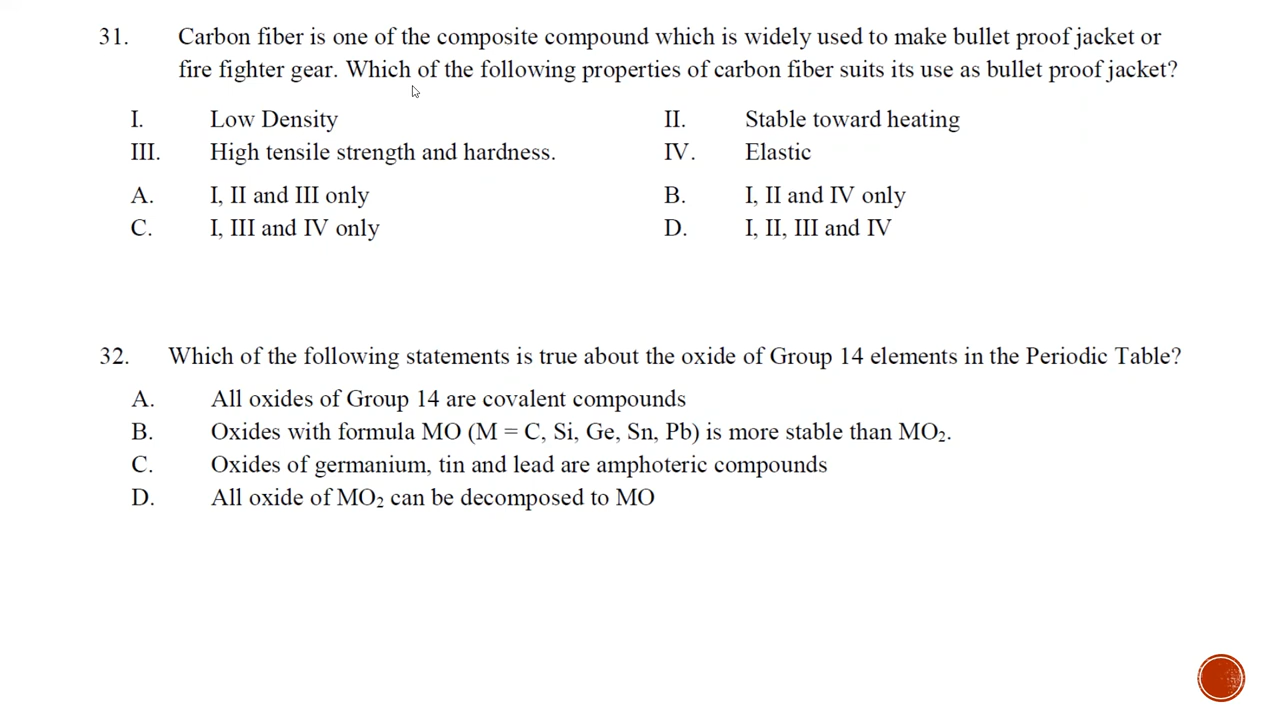 31. Carbon fiber is one of the composite compound which is widely used to make bullet proof jacket or
fire fighter gear. Which of the following properties of carbon fiber suits its use as bullet proof jacket?
I. Low Density II. Stable toward heating
III. High tensile strength and hardness. IV. Elastic
A. I, II and III only B. I, II and IV only
C. I, III and IV only D. I, II, III and IV
32. Which of the following statements is true about the oxide of Group 14 elements in the Periodic Table?
A. All oxides of Group 14 are covalent compounds
B. Oxides with formula MO (M = C, Si, Ge, Sn, Pb) is more stable than MO₂.
C. Oxides of germanium, tin and lead are amphoteric compounds
D. All oxide of MO₂ can be decomposed to MO